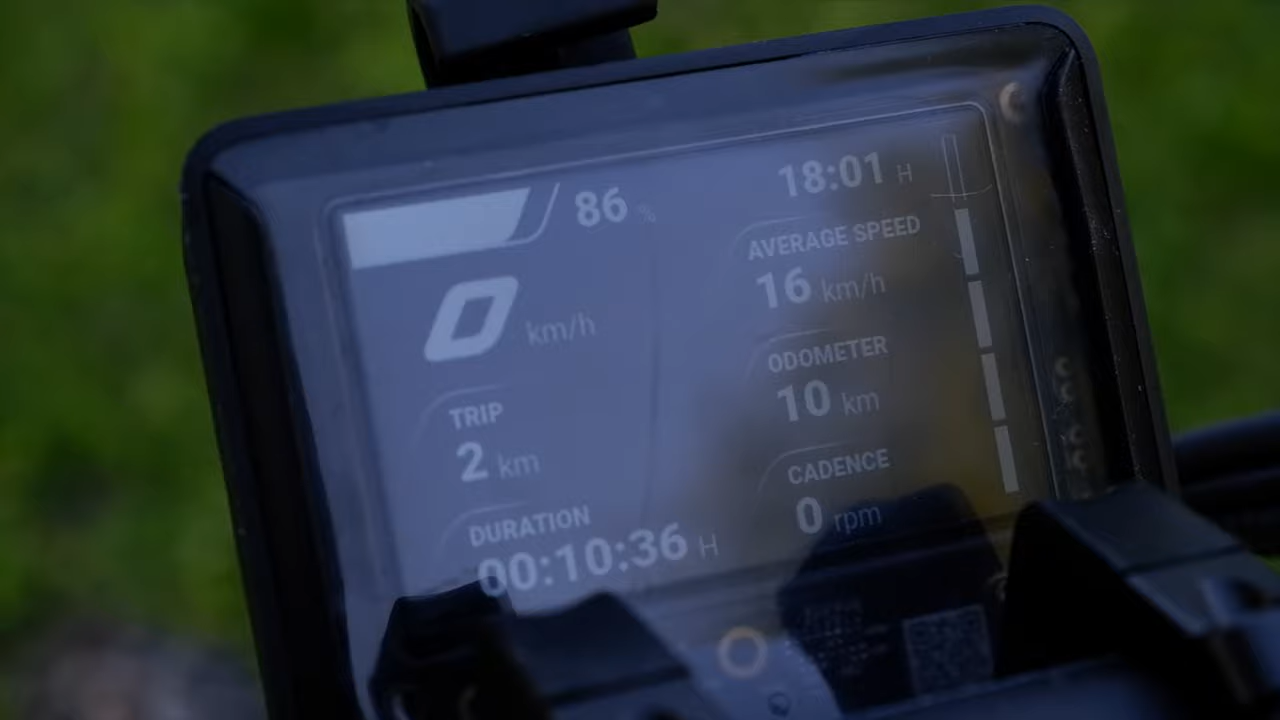 86 %
18:01 H
0 km/h
AVERAGE SPEED
16 km/h
ODOMETER
10 km
TRIP
2 km
CADENCE
0 rpm
DURATION
00:10:36 H